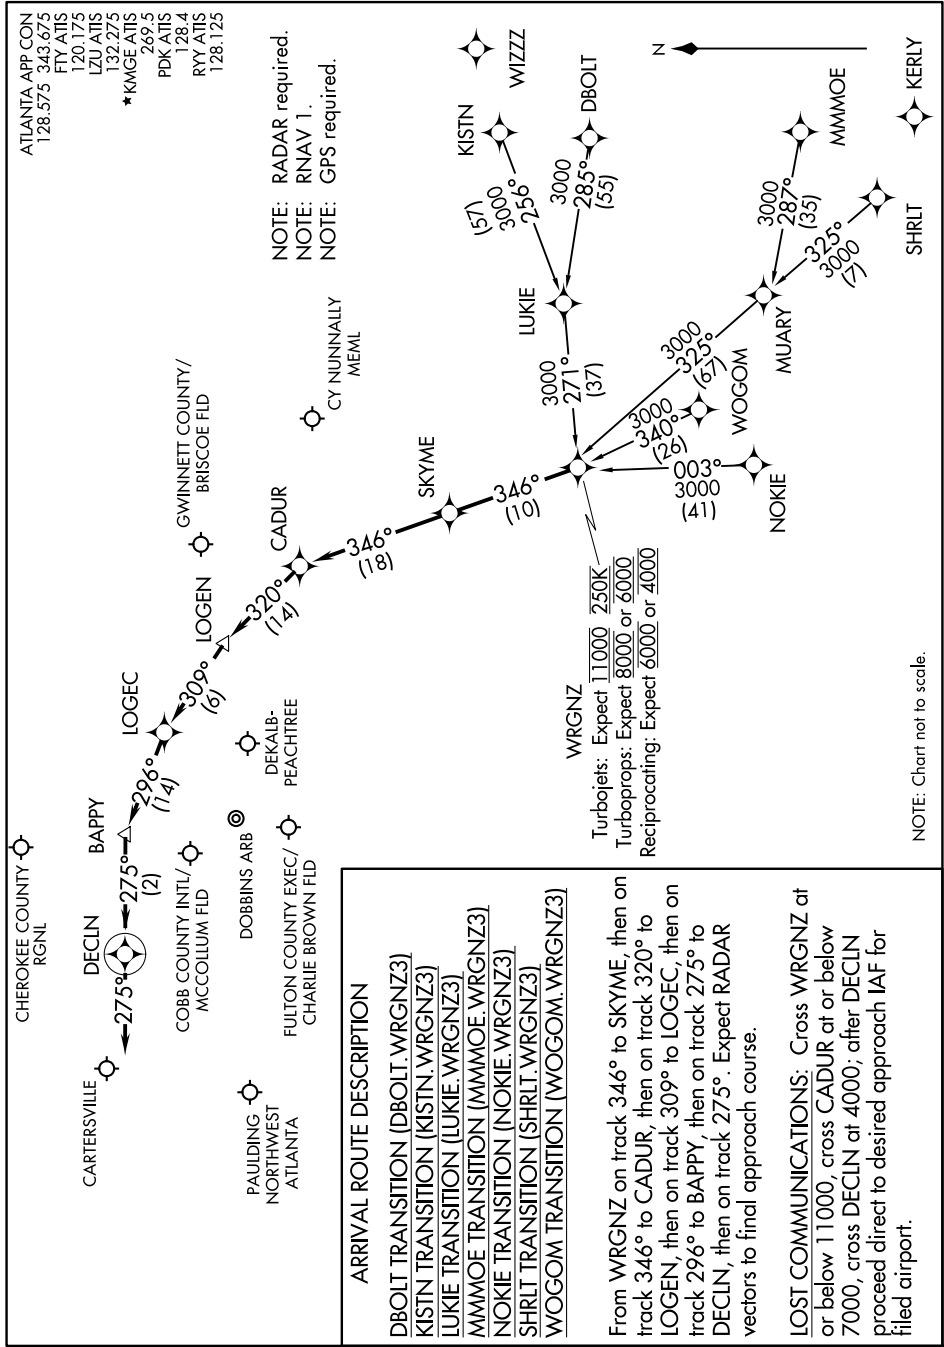 ATLANTA APP CON
128.575 343.675
FTY ATIS
120.175
LZU ATIS
132.275
★KMGE ATIS
269.5
PDK ATIS
128.4
RYY ATIS
128.125
NOTE: RADAR required.
NOTE: RNAV 1.
NOTE: GPS required.
CHEROKEE COUNTY
RGNL
CARTERSVILLE
275°
DECLN
275°
(2)
BAPPY
296°
(14)
LOGEC
309°
(6)
LOGEN
320°
(14)
CADUR
346°
(18)
SKYME
346°
(10)
GWINNETT COUNTY/
BRISCOE FLD
CY NUNNALLY
MEML
COBB COUNTY INTL/
MCCOLLUM FLD
DOBBINS ARB
DEKALB-
PEACHTREE
FULTON COUNTY EXEC/
CHARLIE BROWN FLD
PAULDING
NORTHWEST
ATLANTA
KISTN
WIZZZ
(57)
3000
256°
DBOLT
3000
285°
(55)
LUKIE
3000
271°
(37)
N
MMMOE
KERLY
3000
287°
(35)
SHRLT
325°
3000
(7)
MUARY
3000
325°
(67)
WOGOM
3000
340°
(26)
NOKIE
003°
3000
(41)
WRGNZ
Turbojets: Expect 11000 250K
Turboprops: Expect 8000 or 6000
Reciprocating: Expect 6000 or 4000
NOTE: Chart not to scale.
ARRIVAL ROUTE DESCRIPTION
DBOLT TRANSITION (DBOLT.WRGNZ3)
KISTN TRANSITION (KISTN.WRGNZ3)
LUKIE TRANSITION (LUKIE.WRGNZ3)
MMMOE TRANSITION (MMMOE.WRGNZ3)
NOKIE TRANSITION (NOKIE.WRGNZ3)
SHRLT TRANSITION (SHRLT.WRGNZ3)
WOGOM TRANSITION (WOGOM.WRGNZ3)
From WRGNZ on track 346° to SKYME, then on
track 346° to CADUR, then on track 320° to
LOGEN, then on track 309° to LOGEC, then on
track 296° to BAPPY, then on track 275° to
DECLN, then on track 275°. Expect RADAR
vectors to final approach course.
LOST COMMUNICATIONS: Cross WRGNZ at
or below 11000, cross CADUR at or below
7000, cross DECLN at 4000, after DECLN
proceed direct to desired approach IAF for
filed airport.